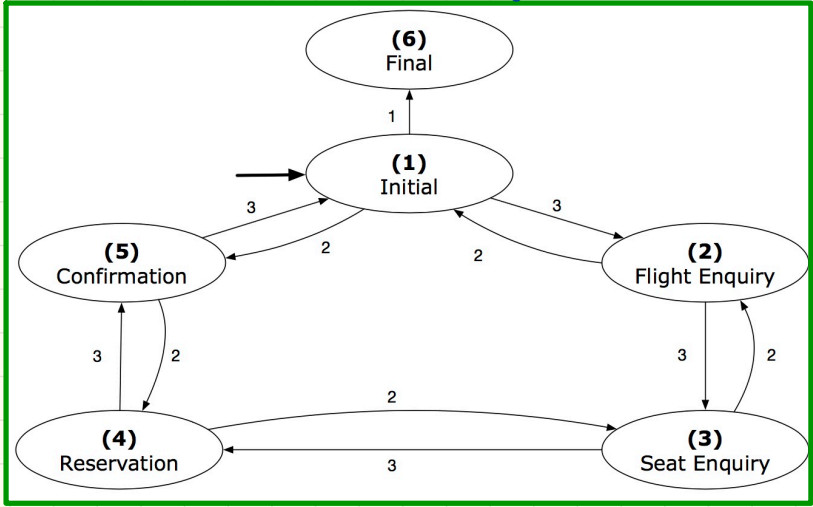 (6)
Final
1
(1)
Initial
3
3
2
2
(5)
Confirmation
(2)
Flight Enquiry
3
2
3
2
2
(4)
Reservation
(3)
Seat Enquiry
3